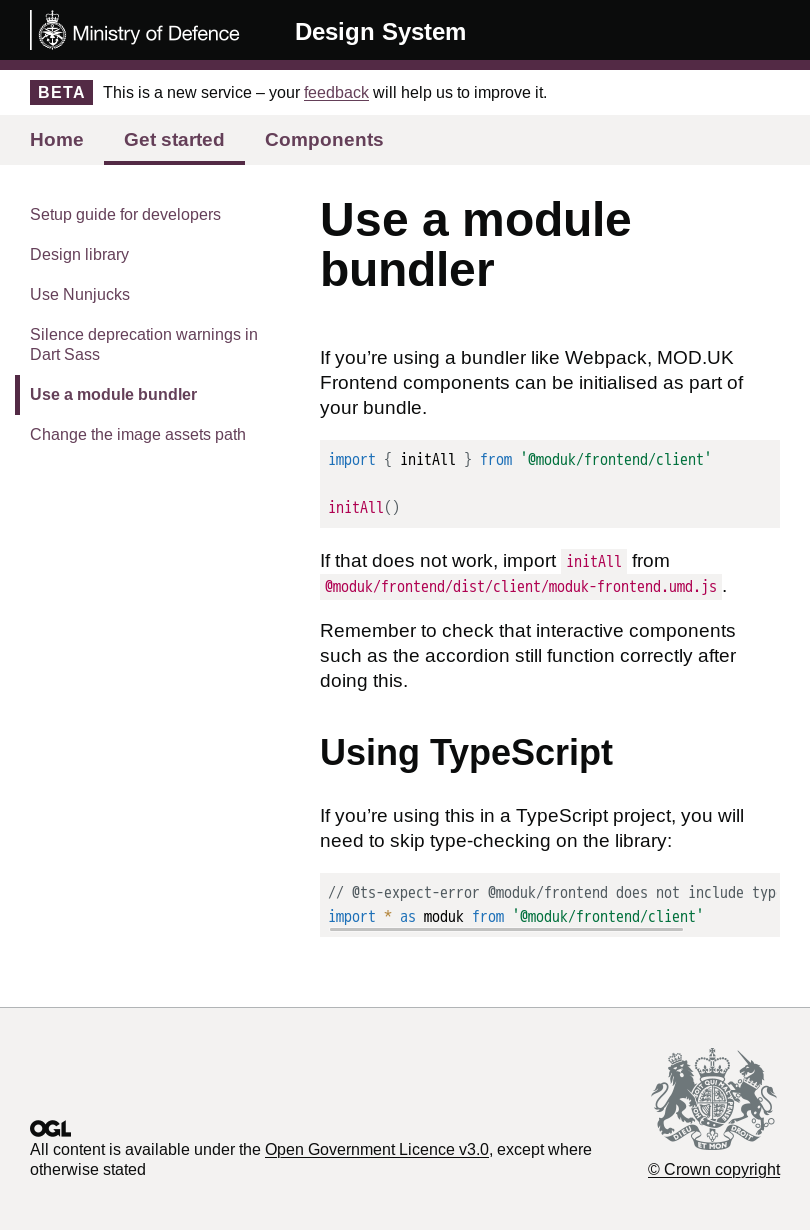 Ministry of Defence
Design System
BETA This is a new service – your feedback will help us to improve it.
Home Get started Components
Setup guide for developers
Design library
Use Nunjucks
Silence deprecation warnings in
Dart Sass
Use a module bundler
Change the image assets path
Use a module
bundler
If you’re using a bundler like Webpack, MOD.UK
Frontend components can be initialised as part of
your bundle.
import { initAll } from '@moduk/frontend/client'
initAll()
If that does not work, import initAll from
@moduk/frontend/dist/client/moduk-frontend.umd.js.
Remember to check that interactive components
such as the accordion still function correctly after
doing this.
Using TypeScript
If you’re using this in a TypeScript project, you will
need to skip type-checking on the library:
// @ts-expect-error @moduk/frontend does not include typ
import * as moduk from '@moduk/frontend/client'
OGL
All content is available under the Open Government Licence v3.0, except where
otherwise stated
DIEU ET MON DROIT
© Crown copyright